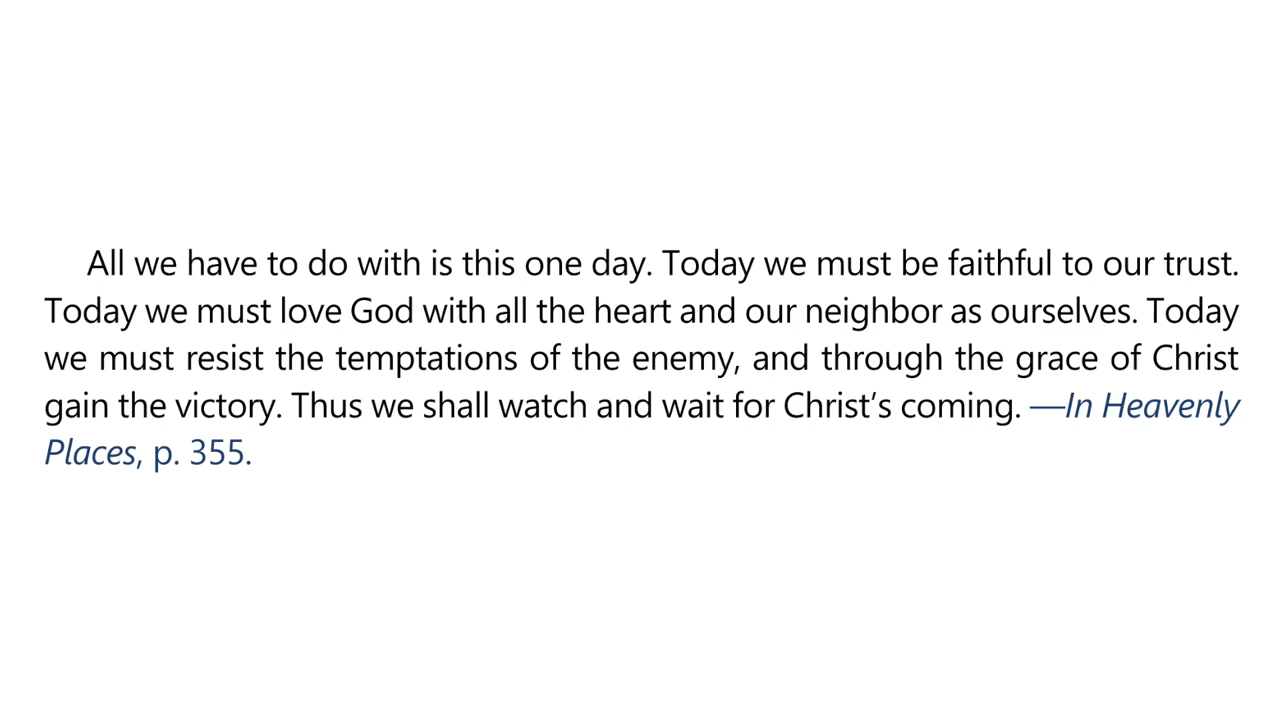 All we have to do with is this one day. Today we must be faithful to our trust.
Today we must love God with all the heart and our neighbor as ourselves. Today
we must resist the temptations of the enemy, and through the grace of Christ
gain the victory. Thus we shall watch and wait for Christ’s coming. —In Heavenly
Places, p. 355.